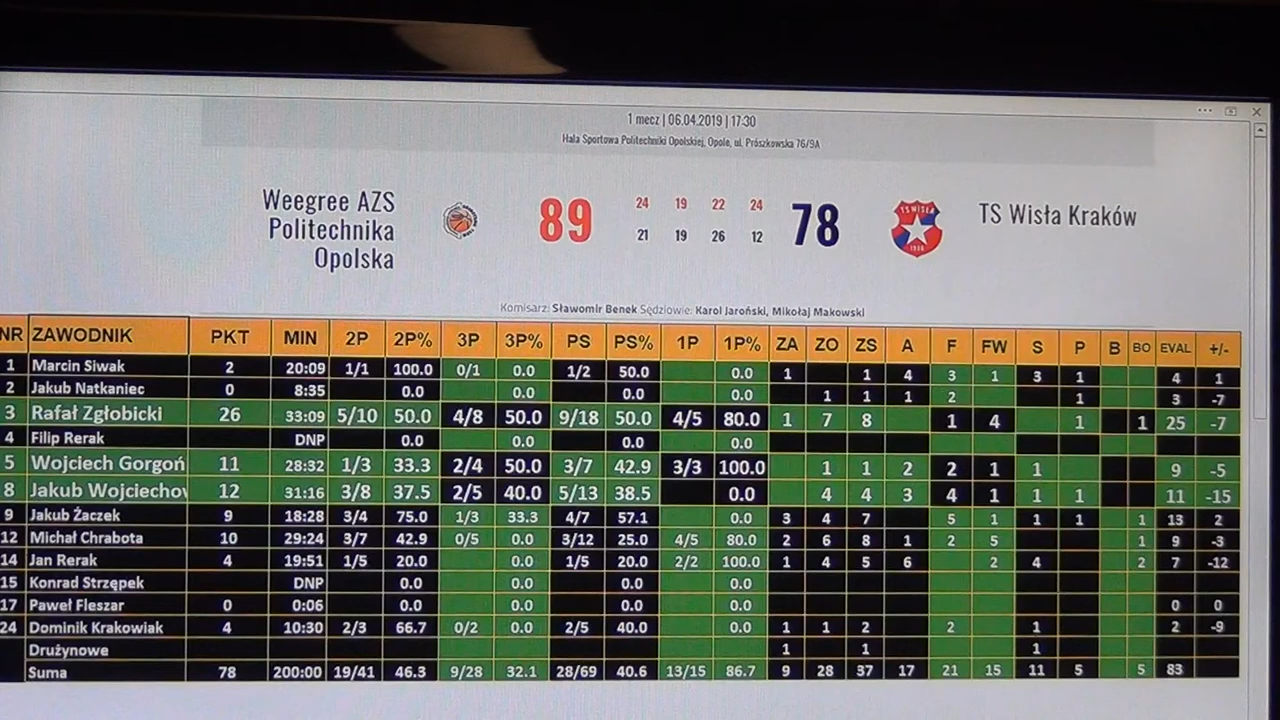 1 mecz | 06.04.2019 | 17:30
Hala Sportowa Politechniki Opolskiej, Opole, ul. Prószkowska 76/9A
Weegree AZS
Politechnika
Opolska
89
24 19 22 24
21 19 26 12
78
TS WISŁA
1906
TS Wisła Kraków
Komisarz: Sławomir Benek Sędziowie: Karol Jaroński, Mikołaj Makowski
NR ZAWODNIK PKT MIN 2P 2P% 3P 3P% PS PS% 1P 1P% ZA ZO ZS A F FW S P B BO EVAL +/-
1 Marcin Siwak 2 20:09 1/1 100.0 0/1 0.0 1/2 50.0 0.0 1 1 4 3 1 3 1 4 1
2 Jakub Natkaniec 0 8:35 0.0 0.0 0.0 0.0 1 1 1 2 1 3 -7
3 Rafał Zgłobicki 26 33:09 5/10 50.0 4/8 50.0 9/18 50.0 4/5 80.0 1 7 8 1 4 1 1 25 -7
4 Filip Rerak DNP 0.0 0.0 0.0 0.0
5 Wojciech Gorgoń 11 28:32 1/3 33.3 2/4 50.0 3/7 42.9 3/3 100.0 1 1 2 2 1 1 9 -5
8 Jakub Wojciechov 12 31:16 3/8 37.5 2/5 40.0 5/13 38.5 0.0 4 4 3 4 1 1 1 11 -15
9 Jakub Żaczek 9 18:28 3/4 75.0 1/3 33.3 4/7 57.1 0.0 3 4 7 5 1 1 1 1 13 2
12 Michał Chrabota 10 29:24 3/7 42.9 0/5 0.0 3/12 25.0 4/5 80.0 2 6 8 1 2 5 1 9 -3
14 Jan Rerak 4 19:51 1/5 20.0 0.0 1/5 20.0 2/2 100.0 1 4 5 6 2 4 2 7 -12
15 Konrad Strzępek DNP 0.0 0.0 0.0 0.0
17 Paweł Fleszar 0 0:06 0.0 0.0 0.0 0.0 0 0
24 Dominik Krakowiak 4 10:30 2/3 66.7 0/2 0.0 2/5 40.0 0.0 1 1 2 2 1 2 -9
Drużynowe 1 1 1
Suma 78 200:00 19/41 46.3 9/28 32.1 28/69 40.6 13/15 86.7 9 28 37 17 21 15 11 5 5 83